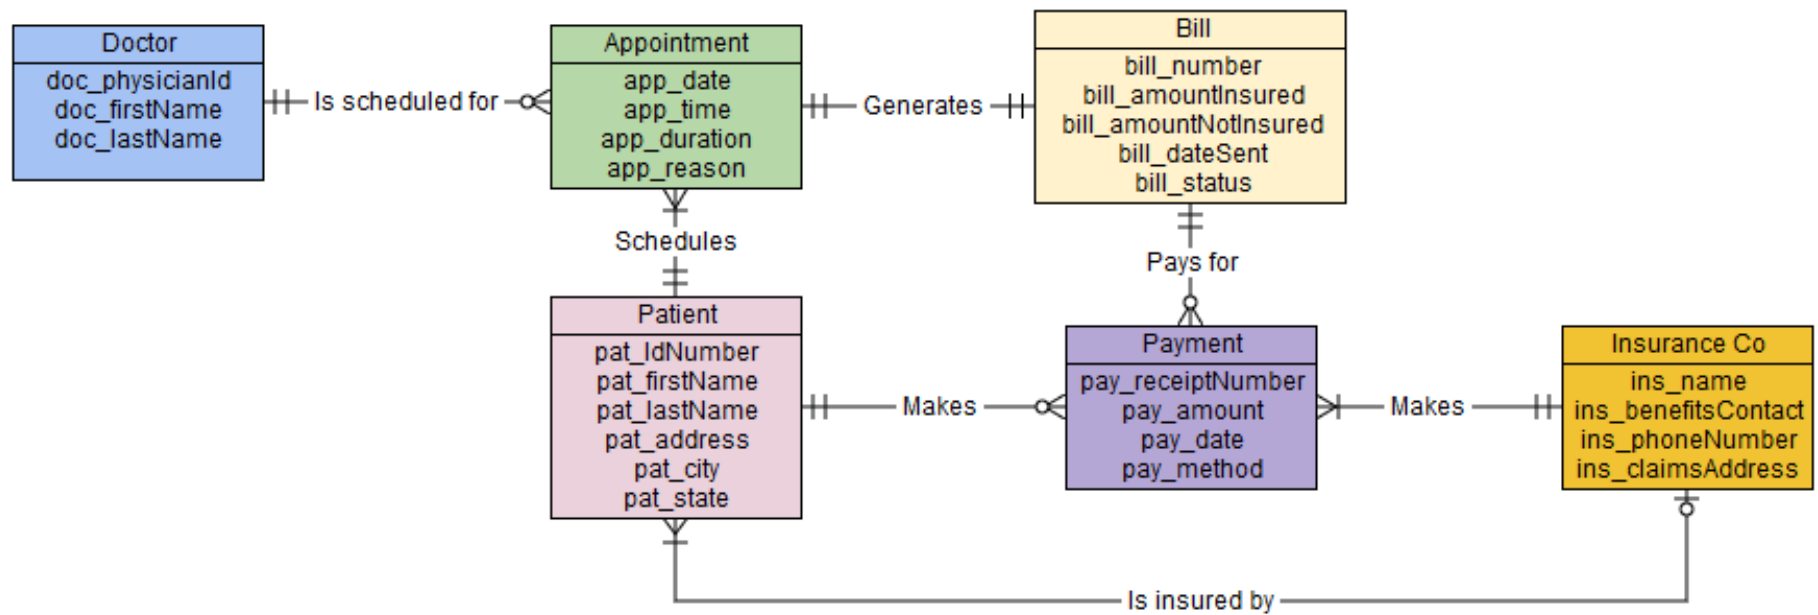 Doctor
doc_physicianId
doc_firstName
doc_lastName
Is scheduled for
Appointment
app_date
app_time
app_duration
app_reason
Generates
Bill
bill_number
bill_amountInsured
bill_amountNotInsured
bill_dateSent
bill_status
Schedules
Pays for
Patient
pat_IdNumber
pat_firstName
pat_lastName
pat_address
pat_city
pat_state
Makes
Payment
pay_receiptNumber
pay_amount
pay_date
pay_method
Makes
Insurance Co
ins_name
ins_benefitsContact
ins_phoneNumber
ins_claimsAddress
Is insured by